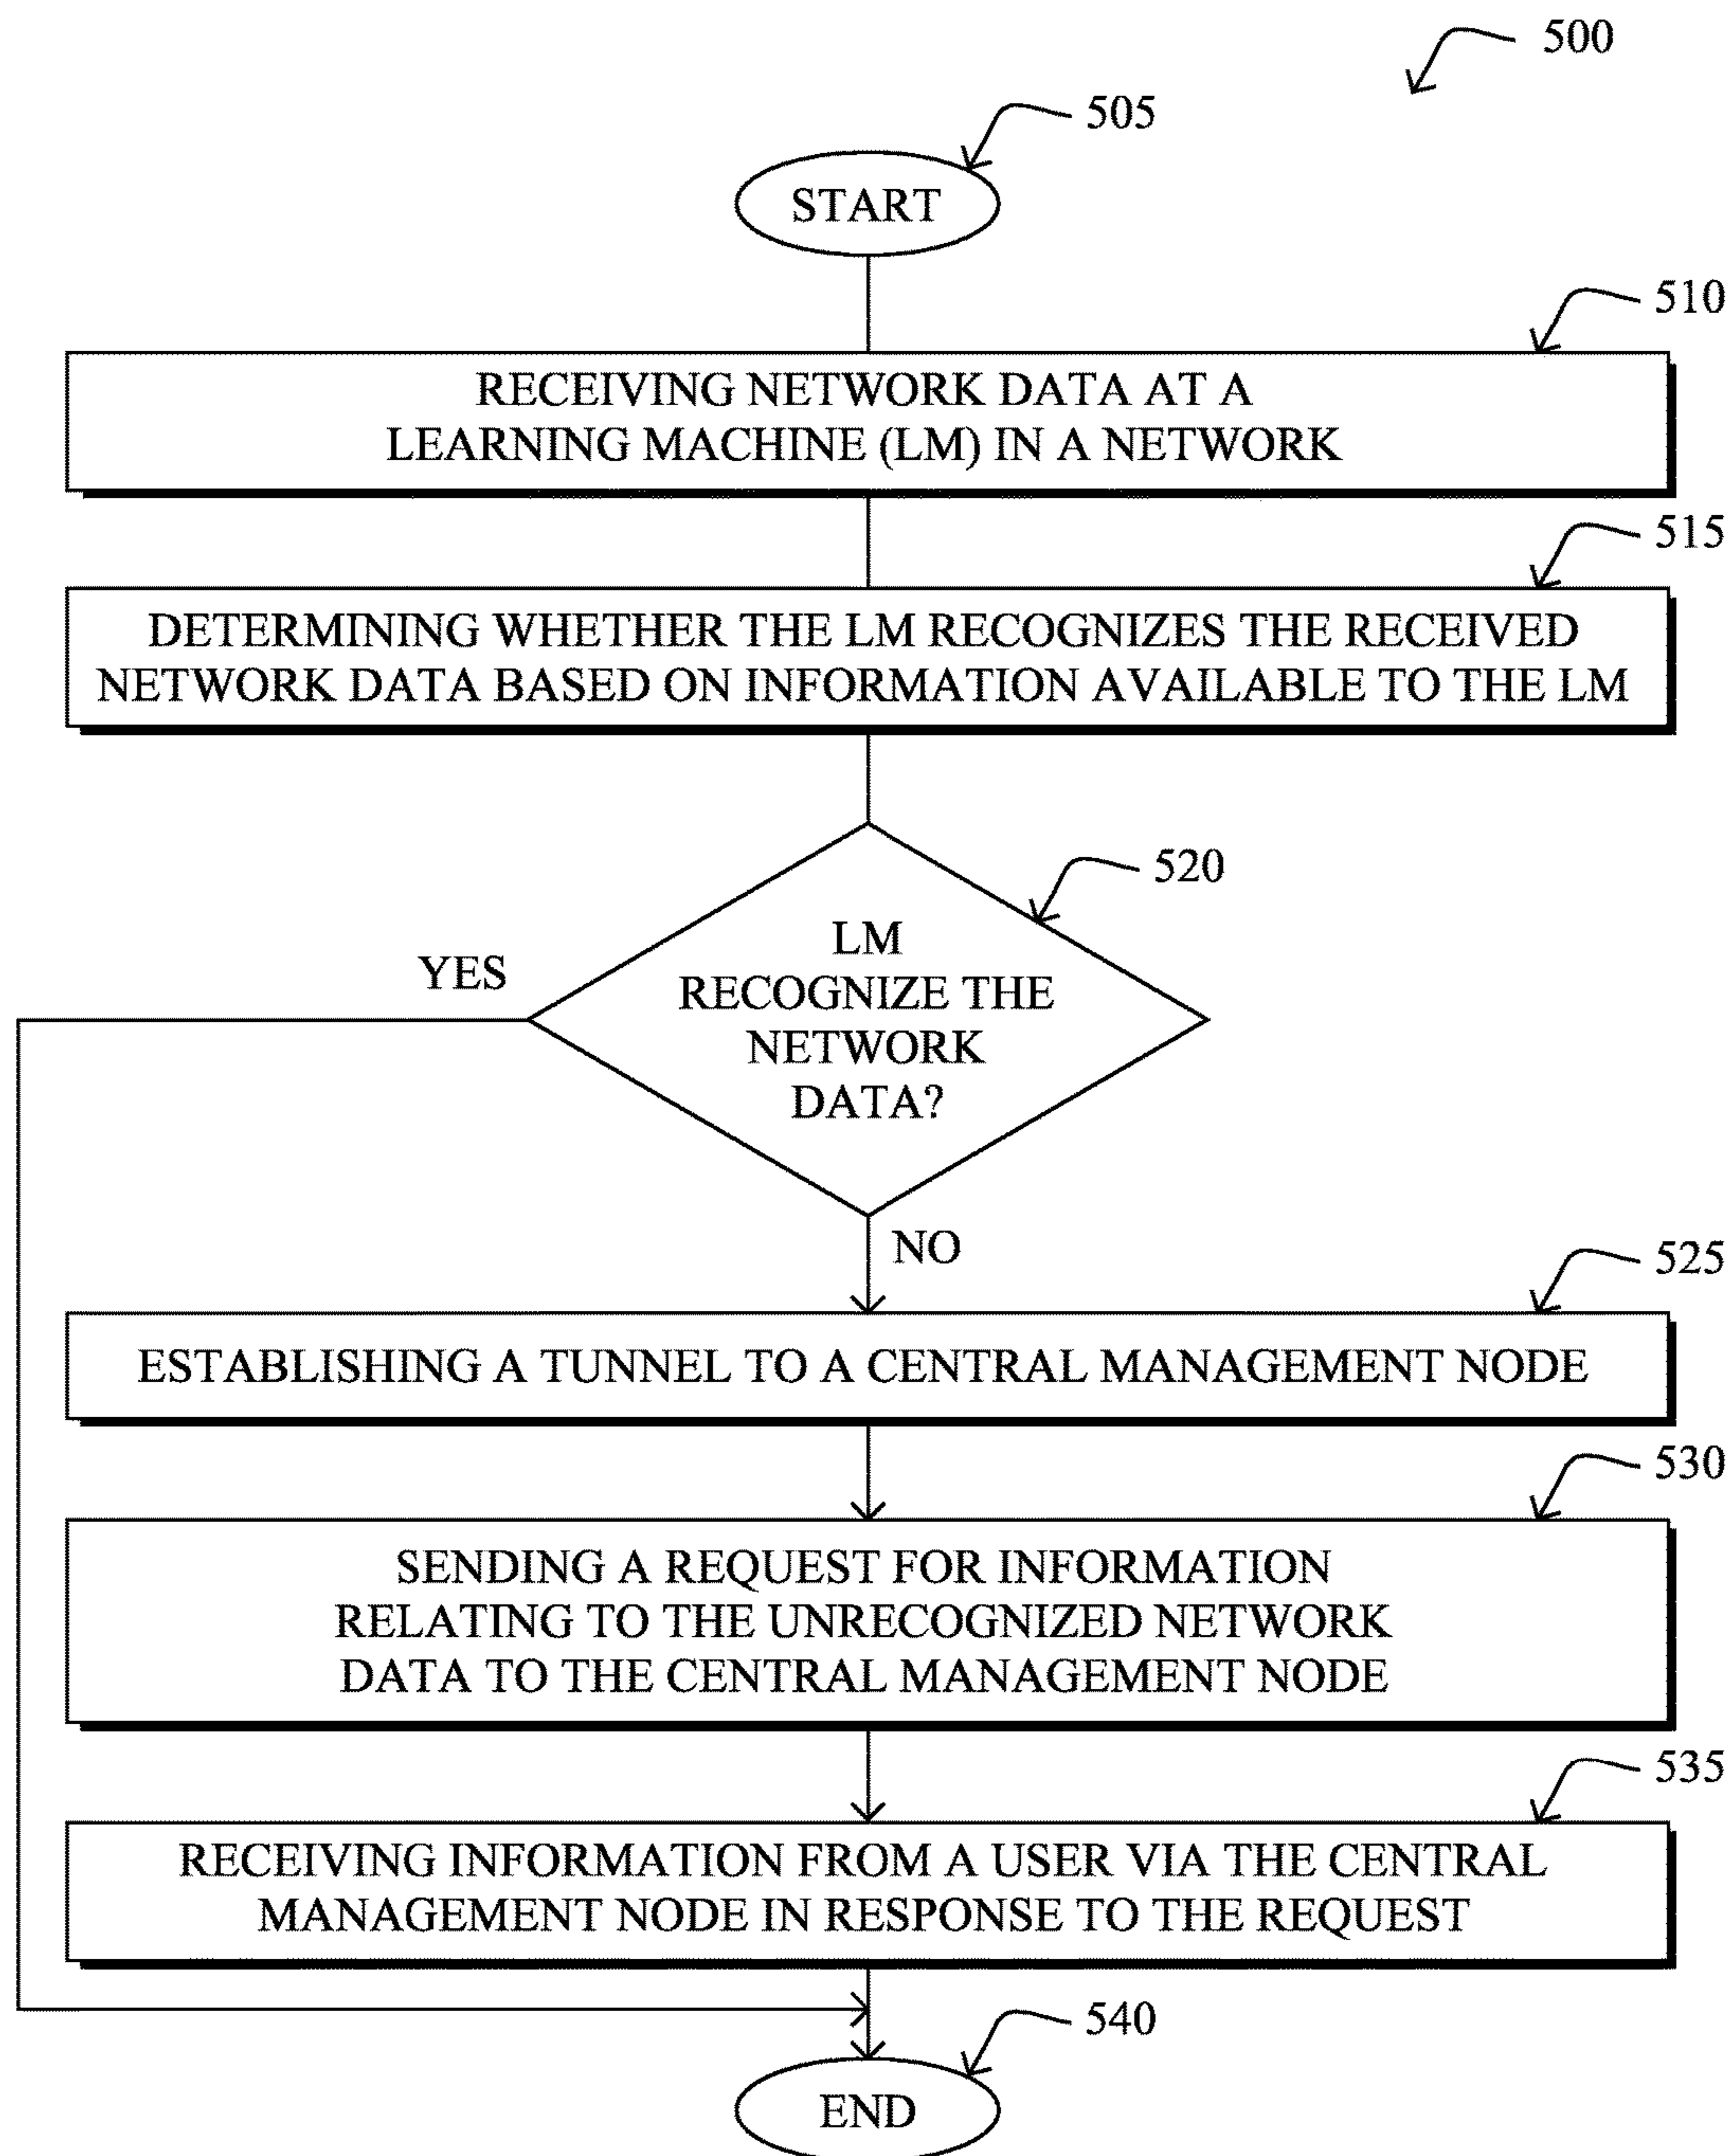 500
505
START
510
RECEIVING NETWORK DATA AT A
LEARNING MACHINE (LM) IN A NETWORK
515
DETERMINING WHETHER THE LM RECOGNIZES THE RECEIVED
NETWORK DATA BASED ON INFORMATION AVAILABLE TO THE LM
520
LM
RECOGNIZE THE
NETWORK
DATA?
YES
NO
525
ESTABLISHING A TUNNEL TO A CENTRAL MANAGEMENT NODE
530
SENDING A REQUEST FOR INFORMATION
RELATING TO THE UNRECOGNIZED NETWORK
DATA TO THE CENTRAL MANAGEMENT NODE
535
RECEIVING INFORMATION FROM A USER VIA THE CENTRAL
MANAGEMENT NODE IN RESPONSE TO THE REQUEST
540
END